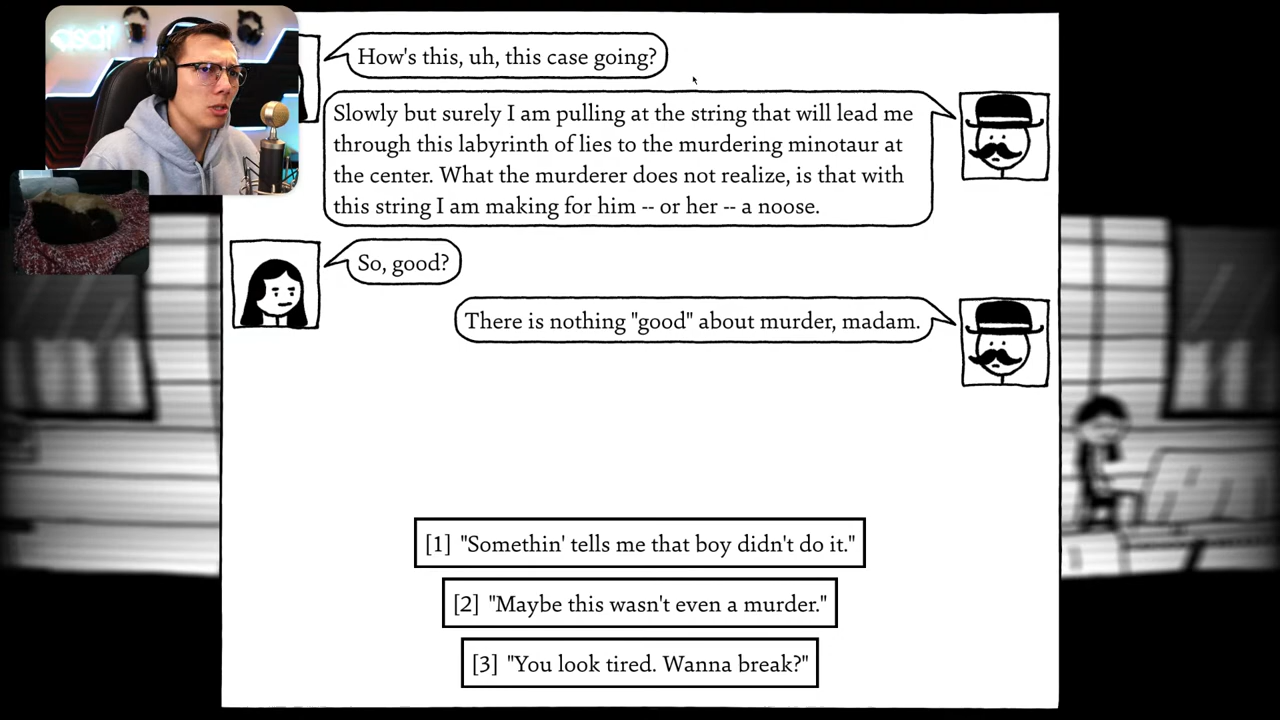 How's this, uh, this case going?
Slowly but surely I am pulling at the string that will lead me
through this labyrinth of lies to the murdering minotaur at
the center. What the murderer does not realize, is that with
this string I am making for him -- or her -- a noose.
So, good?
There is nothing "good" about murder, madam.
[1] "Somethin' tells me that boy didn't do it."
[2] "Maybe this wasn't even a murder."
[3] "You look tired. Wanna break?"